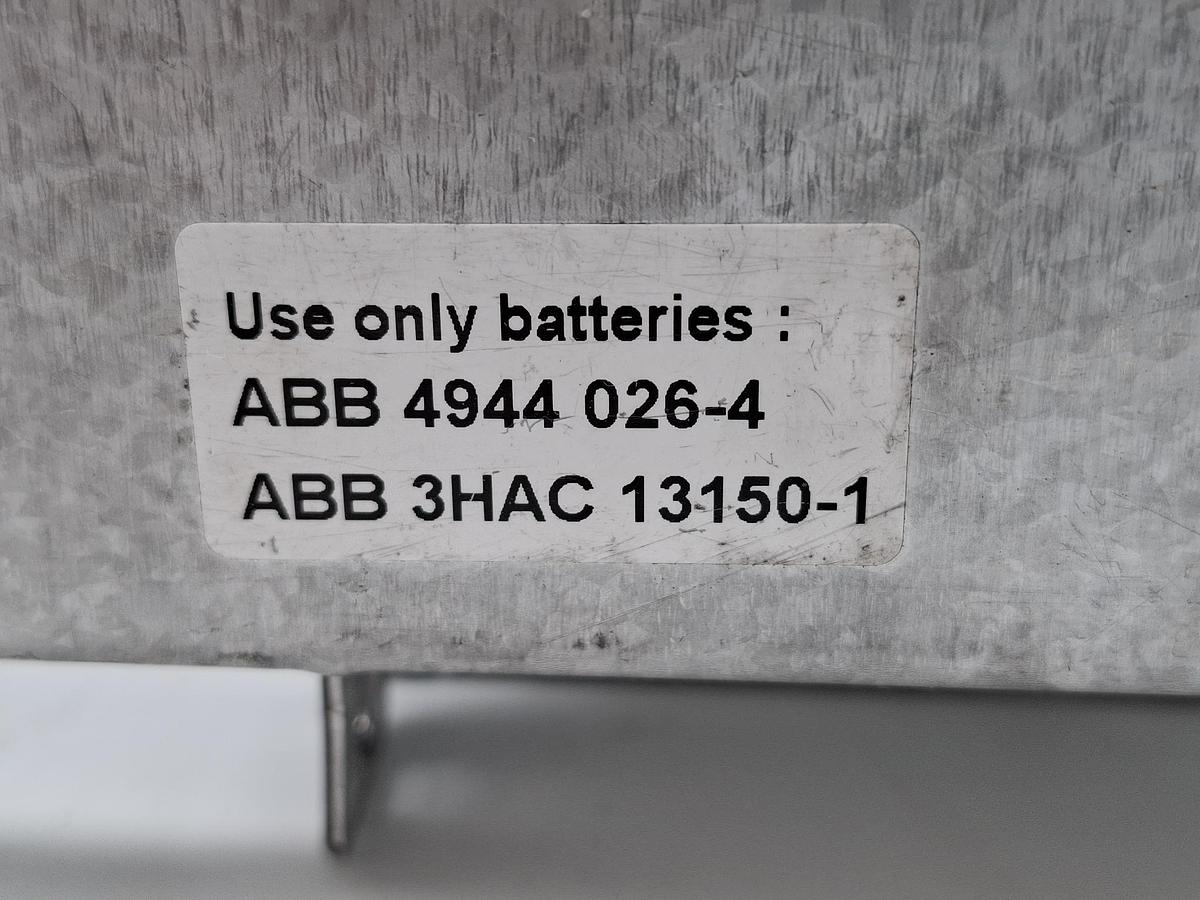 Use only batteries :
ABB 4944 026-4
ABB 3HAC 13150-1